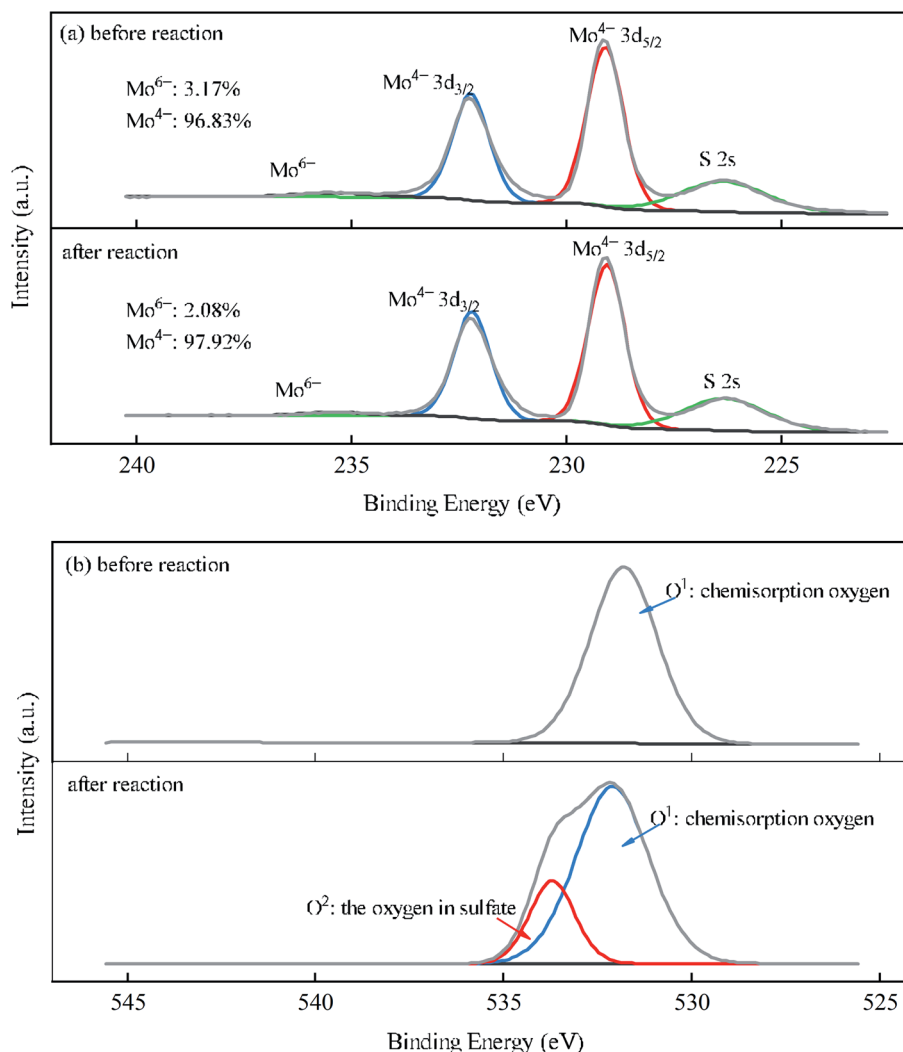 (a) before reaction
Mo⁶⁻: 3.17%
Mo⁴⁻: 96.83%
Mo⁶⁻
Mo⁴⁻ 3d₃/₂
Mo⁴⁻ 3d₅/₂
S 2s
after reaction
Mo⁶⁻: 2.08%
Mo⁴⁻: 97.92%
Mo⁶⁻
Mo⁴⁻ 3d₃/₂
Mo⁴⁻ 3d₅/₂
S 2s
Intensity (a.u.)
240 235 230 225
Binding Energy (eV)
(b) before reaction
O¹: chemisorption oxygen
after reaction
O¹: chemisorption oxygen
O²: the oxygen in sulfate
Intensity (a.u.)
545 540 535 530 525
Binding Energy (eV)